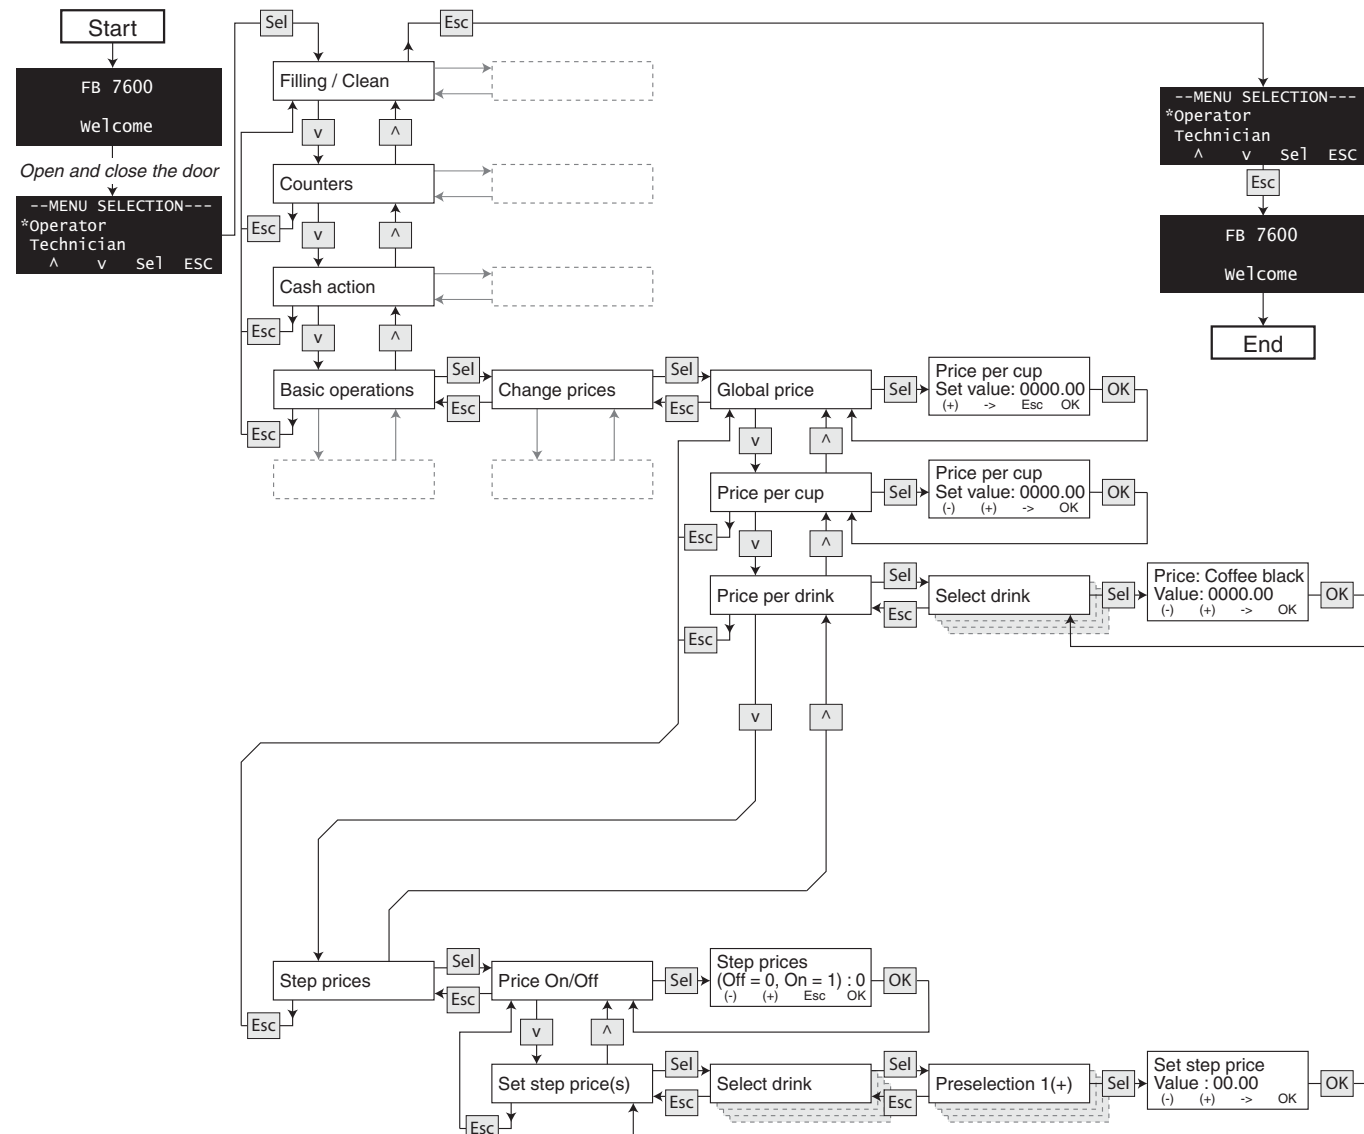 Start
Sel
Esc
FB 7600
Welcome
Open and close the door
--MENU SELECTION---
*Operator
Technician
^ v Sel ESC
Filling / Clean
v ^
Counters
Esc
v ^
Cash action
Esc
v ^
Basic operations
Esc
Sel
Esc
Change prices
Sel
Esc
Global price
Sel
Price per cup
Set value: 0000.00
(+) -> Esc OK
OK
--MENU SELECTION---
*Operator
Technician
^ v Sel ESC
Esc
FB 7600
Welcome
End
v ^
Price per cup
Sel
Price per cup
Set value: 0000.00
(-) (+) -> OK
OK
Esc
v ^
Price per drink
Sel
Esc
Select drink
Sel
Price: Coffee black
Value: 0000.00
(-) (+) -> OK
OK
Esc
v ^
Step prices
Sel
Esc
Price On/Off
Sel
Step prices
(Off = 0, On = 1) : 0
(-) (+) Esc OK
OK
Esc
v ^
Set step price(s)
Sel
Esc
Select drink
Sel
Esc
Preselection 1(+)
Sel
Set step price
Value : 00.00
(-) (+) -> OK
OK
Esc